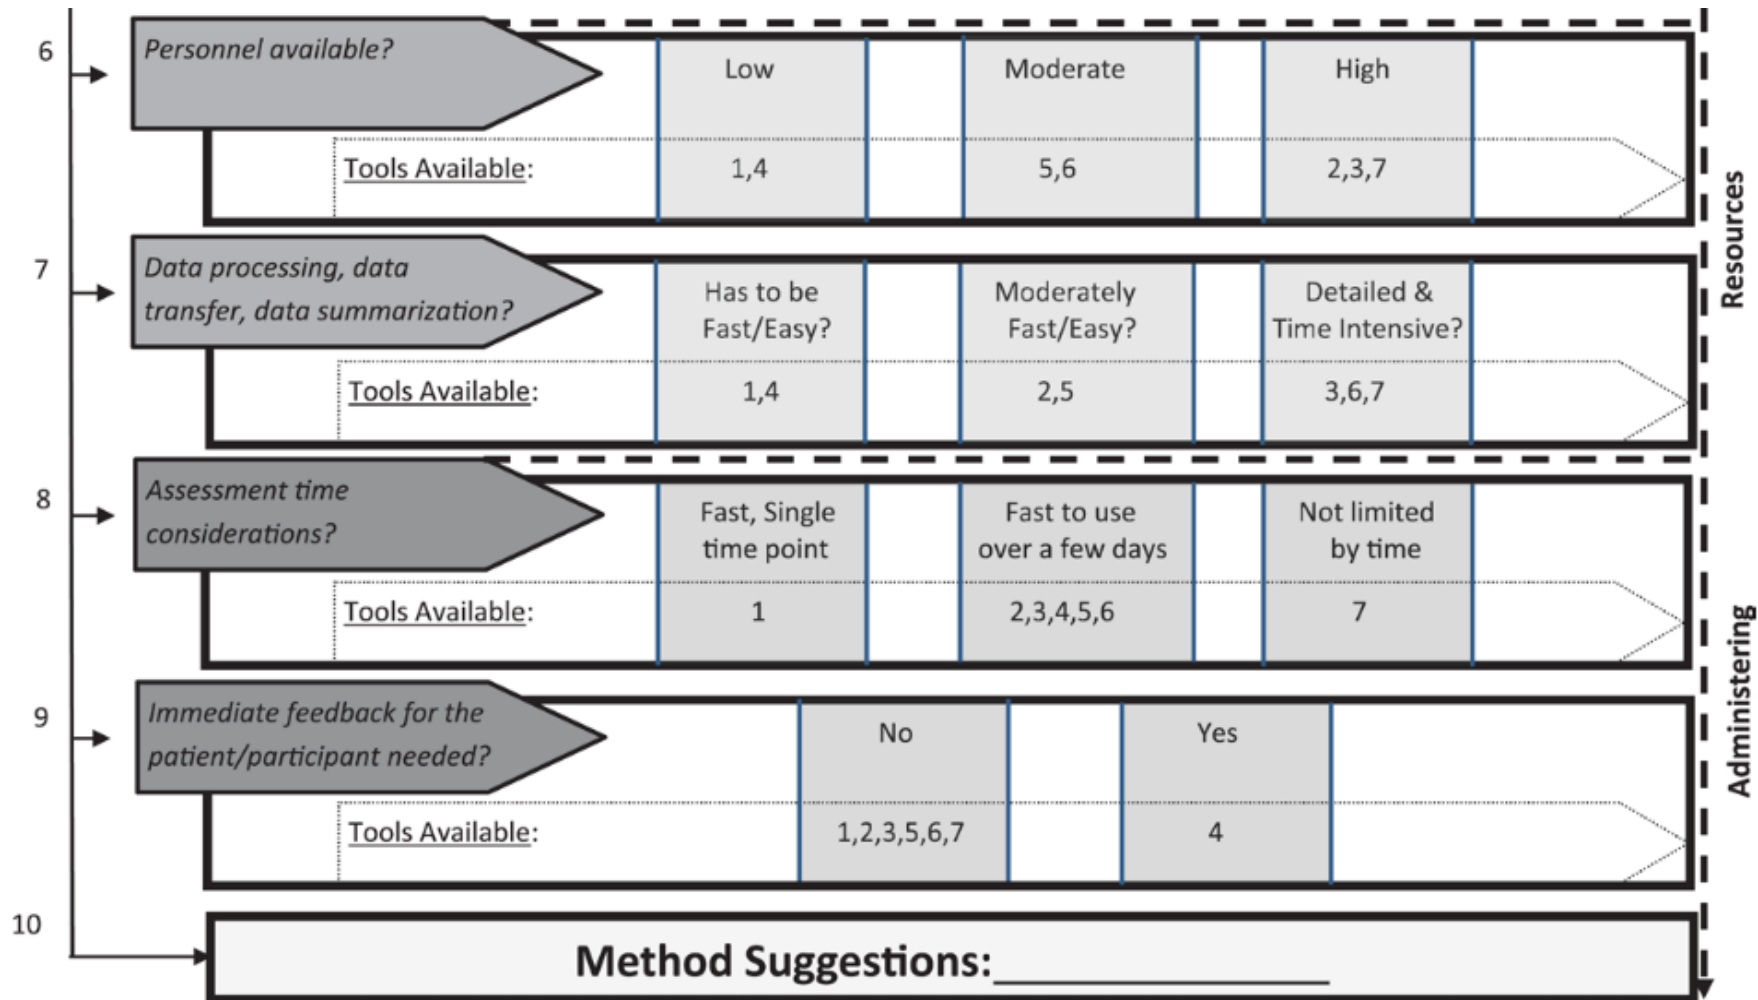 6
Personnel available?
Low
Moderate
High
Tools Available:
1,4
5,6
2,3,7
Resources
7
Data processing, data
transfer, data summarization?
Has to be
Fast/Easy?
Moderately
Fast/Easy?
Detailed &
Time Intensive?
Tools Available:
1,4
2,5
3,6,7
8
Assessment time
considerations?
Fast, Single
time point
Fast to use
over a few days
Not limited
by time
Tools Available:
1
2,3,4,5,6
7
Administering
9
Immediate feedback for the
patient/participant needed?
No
Yes
Tools Available:
1,2,3,5,6,7
4
10
Method Suggestions:______________